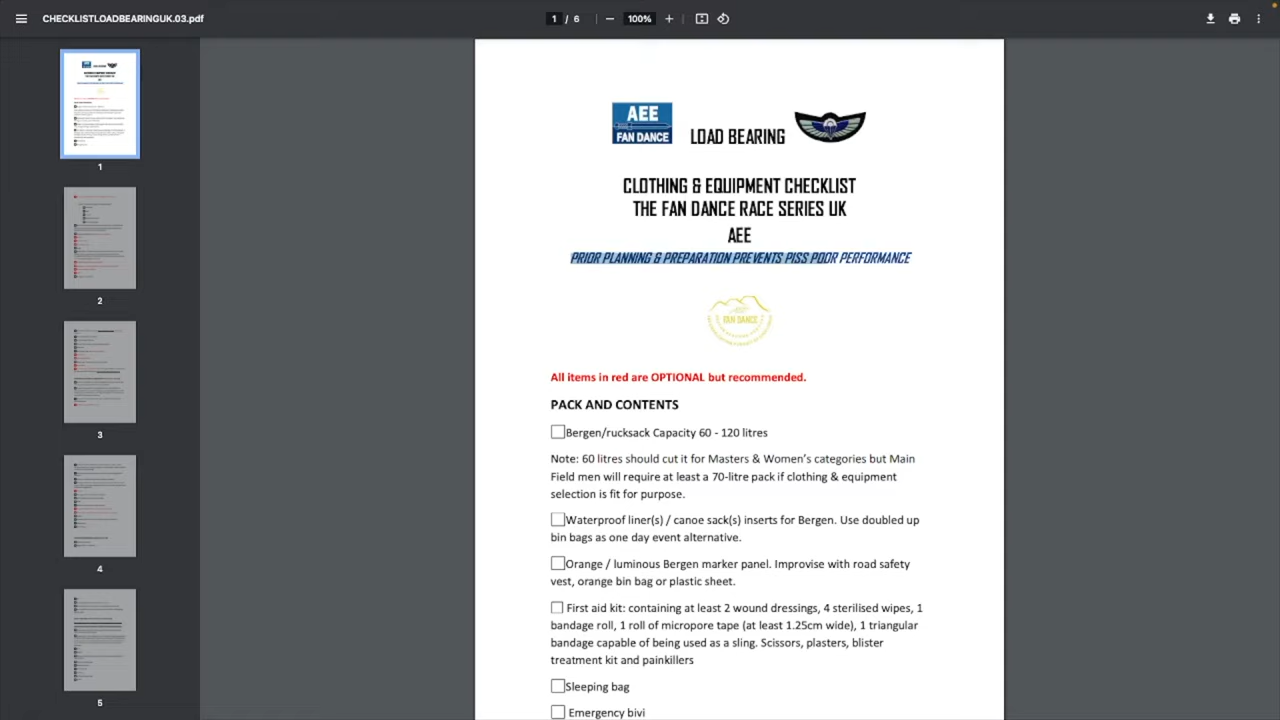 CHECKLISTLOADBEARINGUK.03.pdf
1 / 6
100%
AEE
FAN DANCE
LOAD BEARING
CLOTHING & EQUIPMENT CHECKLIST
THE FAN DANCE RACE SERIES UK
AEE
PRIOR PLANNING & PREPARATION PREVENTS PISS POOR PERFORMANCE
FAN DANCE
All items in red are OPTIONAL but recommended.
PACK AND CONTENTS
Bergen/rucksack Capacity 60 - 120 litres
Note: 60 litres should cut it for Masters & Women's categories but Main
Field men will require at least a 70-litre pack if clothing & equipment
selection is fit for purpose.
Waterproof liner(s) / canoe sack(s) inserts for Bergen. Use doubled up
bin bags as one day event alternative.
Orange / luminous Bergen marker panel. Improvise with road safety
vest, orange bin bag or plastic sheet.
First aid kit: containing at least 2 wound dressings, 4 sterilised wipes, 1
bandage roll, 1 roll of micropore tape (at least 1.25cm wide), 1 triangular
bandage capable of being used as a sling. Scissors, plasters, blister
treatment kit and painkillers
Sleeping bag
Emergency bivi
1
2
3
4
5